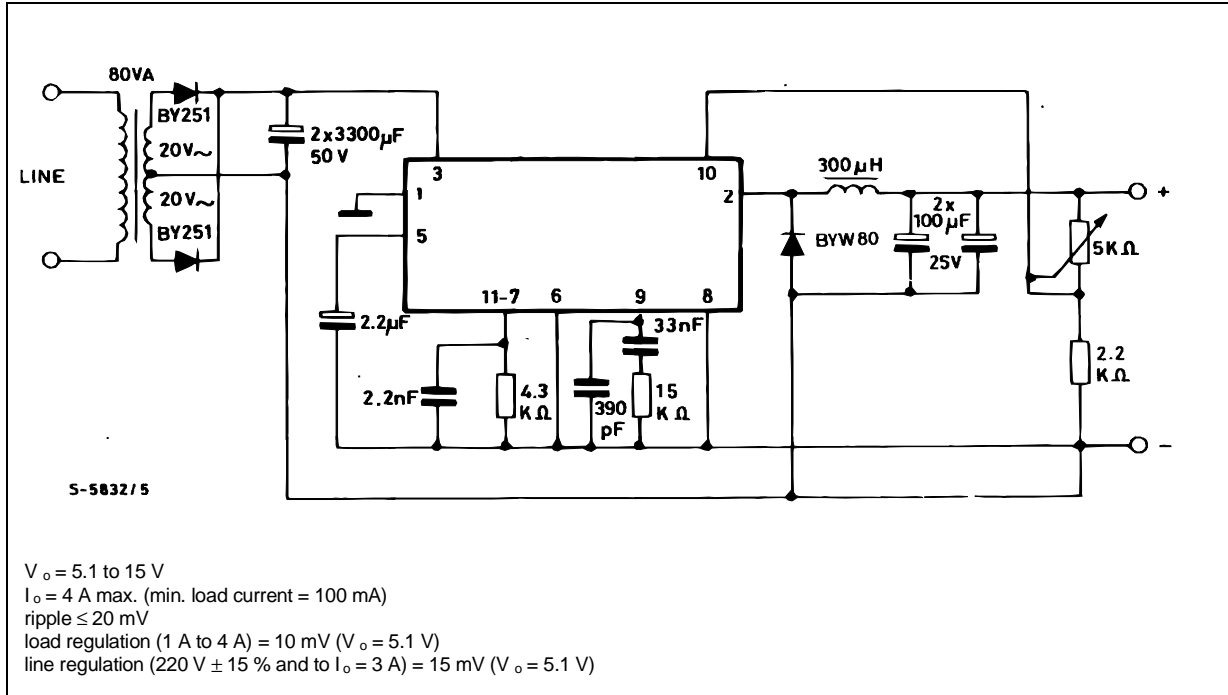 80VA
BY251
20V~
LINE
20V~
BY251
2x3300µF
50 V
3
10
1
2
5
11-7
6
9
8
2.2µF
2.2nF
4.3
KΩ
390
pF
33nF
15
KΩ
300µH
BYW80
2x
100µF
25V
+
5KΩ
2.2
KΩ
−
S-5832/5
V o = 5.1 to 15 V
I o = 4 A max. (min. load current = 100 mA)
ripple ≤ 20 mV
load regulation (1 A to 4 A) = 10 mV (V o = 5.1 V)
line regulation (220 V ± 15 % and to I o = 3 A) = 15 mV (V o = 5.1 V)